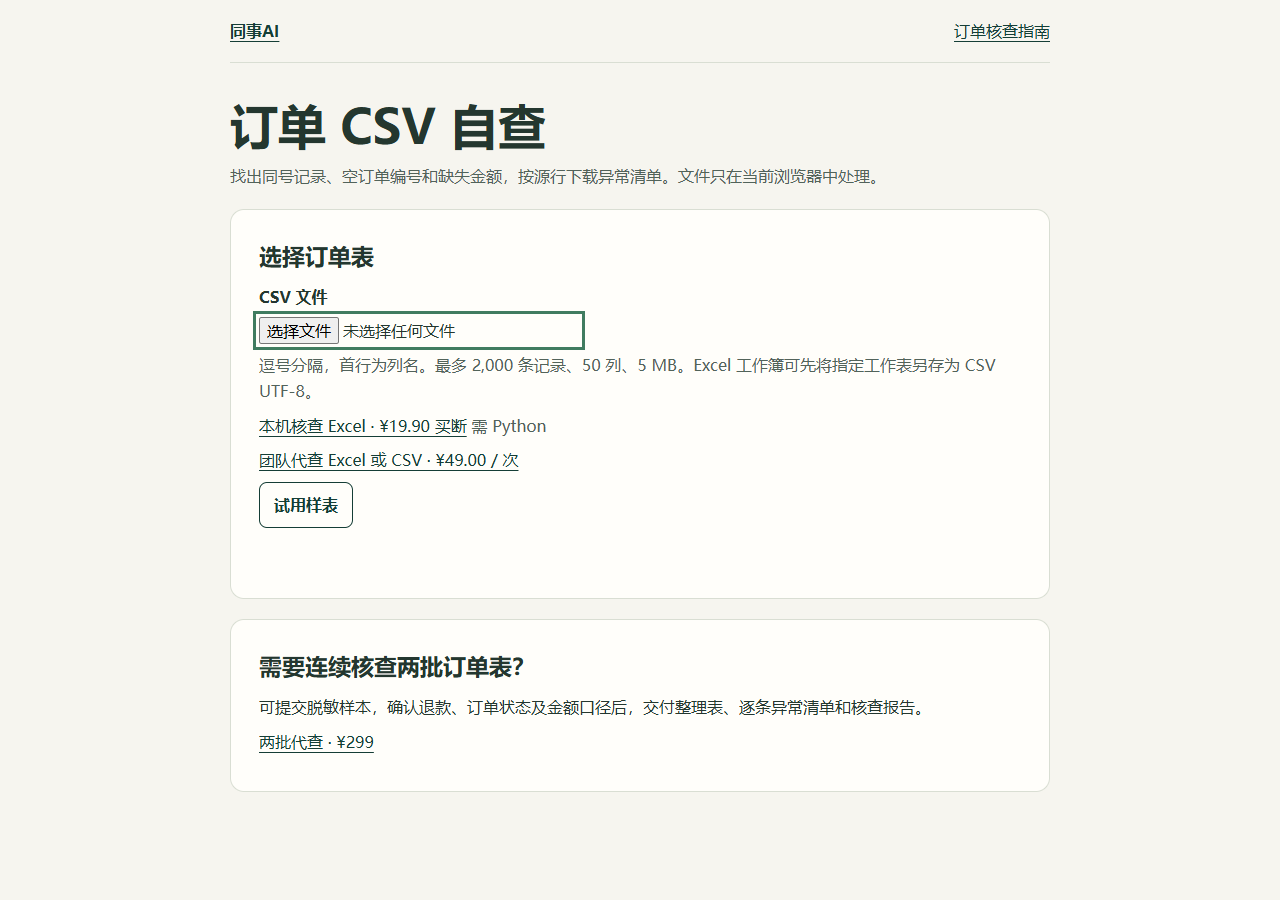 同事AI
订单核查指南
订单 CSV 自查
找出同号记录、空订单编号和缺失金额，按源行下载异常清单。文件只在当前浏览器中处理。
选择订单表
CSV 文件
选择文件 未选择任何文件
逗号分隔，首行为列名。最多 2,000 条记录、50 列、5 MB。Excel 工作簿可先将指定工作表另存为 CSV
UTF-8。
本机核查 Excel · ¥19.90 买断 需 Python
团队代查 Excel 或 CSV · ¥49.00 / 次
试用样表
需要连续核查两批订单表？
可提交脱敏样本，确认退款、订单状态及金额口径后，交付整理表、逐条异常清单和核查报告。
两批代查 · ¥299